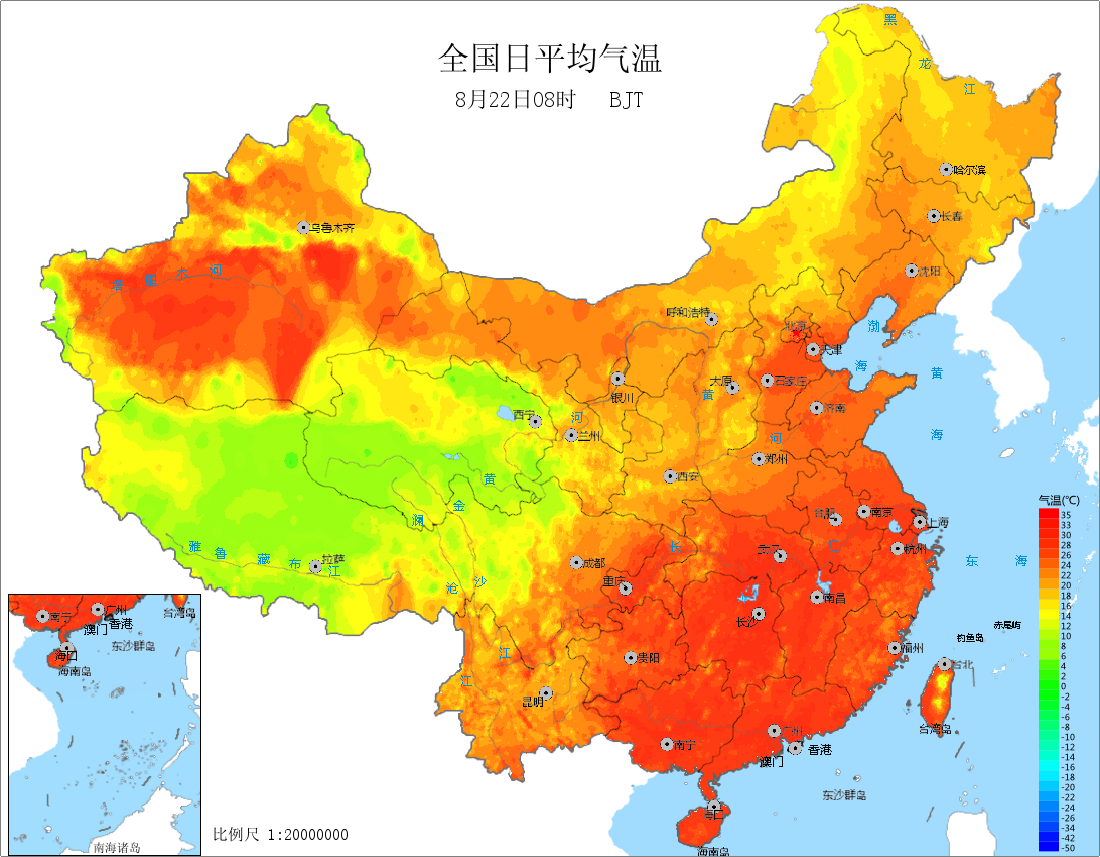 全国日平均气温
8月22日08时 BJT
黑
龙
江
哈尔滨
长春
乌鲁木齐
沈阳
木
河
呼和浩特
北京
渤
天津
海
黄
太原
石家庄
银川
黄
济南
西宁
河
兰州
河
海
郑州
西安
黄
金
澜
气温(℃)
35
33
30
28
26
24
22
20
18
16
14
12
10
8
6
4
2
0
-2
-4
-6
-8
-10
-12
-14
-16
-18
-20
-22
-24
-26
-34
-42
-50
合肥
南京
上海
雅
鲁
藏
布
江
拉萨
长
杭州
东
海
成都
重庆
沧
沙
南昌
长沙
赤尾屿
钓鱼岛
江
贵阳
福州
台北
江
昆明
台湾岛
广州
南宁
香港
澳门
东沙群岛
海口
海南岛
南宁
广州
台湾岛
香港
澳门
东沙群岛
海口
海南岛
南海诸岛
比例尺 1:20000000